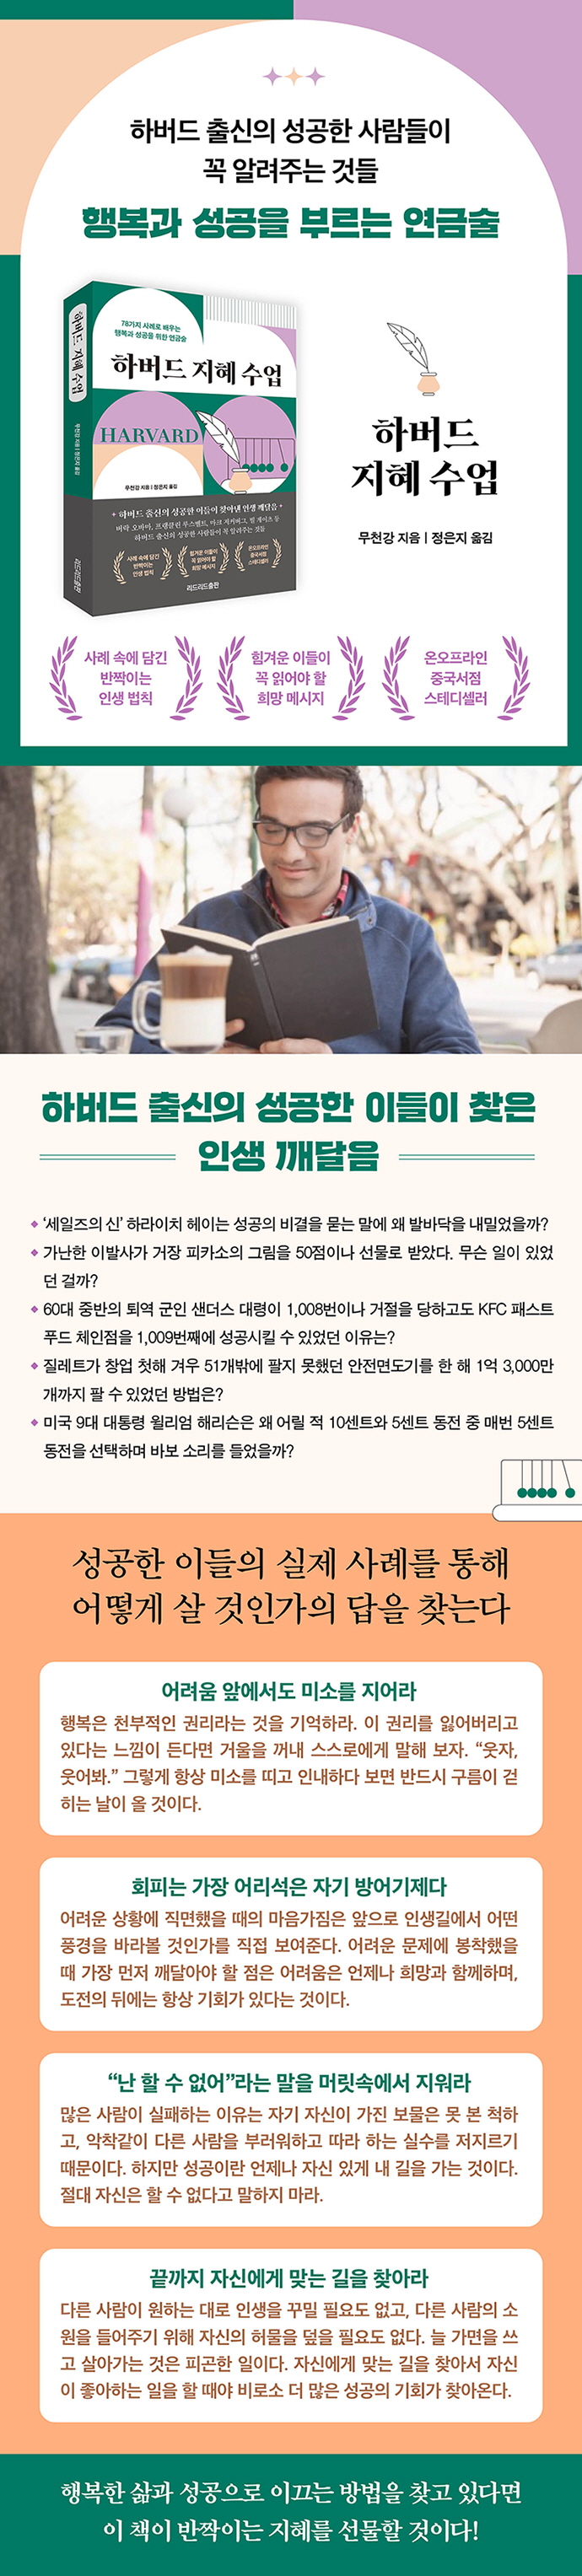 하버드 출신의 성공한 사람들이
꼭 알려주는 것들
행복과 성공을 부르는 연금술
하버드 지혜 수업
무천강 지음 | 정은지 옮김
리드리드출판
78가지 사례로 배우는
행복과 성공을 위한 연금술
하버드 지혜 수업
HARVARD
무천강 지음 | 정은지 옮김
하버드 출신의 성공한 이들이 찾아낸 인생 깨달음
버락 오바마, 프랭클린 루스벨트, 마크 저커버그, 빌 게이츠 등
하버드 출신의 성공한 사람들이 꼭 알려주는 것들
사례 속에 담긴
반짝이는
인생 법칙
힘겨운 이들이
꼭 읽어야 할
희망 메시지
온오프라인
중국서점
스테디셀러
리드리드출판
하버드
지혜 수업
무천강 지음 | 정은지 옮김
사례 속에 담긴
반짝이는
인생 법칙
힘겨운 이들이
꼭 읽어야 할
희망 메시지
온오프라인
중국서점
스테디셀러
하버드 출신의 성공한 이들이 찾은
인생 깨달음
❖ ‘세일즈의 신’ 하라이치 헤이는 성공의 비결을 묻는 말에 왜 발바닥을 내밀었을까?
❖ 가난한 이발사가 거장 피카소의 그림을 50점이나 선물로 받았다. 무슨 일이 있었
던 걸까?
❖ 60대 중반의 퇴역 군인 샌더스 대령이 1,008번이나 거절을 당하고도 KFC 패스트
푸드 체인점을 1,009번째에 성공시킬 수 있었던 이유는?
❖ 질레트가 창업 첫해 겨우 51개밖에 팔지 못했던 안전면도기를 한 해 1억 3,000만
개까지 팔 수 있었던 방법은?
❖ 미국 9대 대통령 윌리엄 해리슨은 왜 어릴 적 10센트와 5센트 동전 중 매번 5센트
동전을 선택하며 바보 소리를 들었을까?
성공한 이들의 실제 사례를 통해
어떻게 살 것인가의 답을 찾는다
어려움 앞에서도 미소를 지어라
행복은 천부적인 권리라는 것을 기억하라. 이 권리를 잃어버리고
있다는 느낌이 든다면 거울을 꺼내 스스로에게 말해 보자. “웃자,
웃어봐.” 그렇게 항상 미소를 띠고 인내하다 보면 반드시 구름이 걷
히는 날이 올 것이다.
회피는 가장 어리석은 자기 방어기제다
어려운 상황에 직면했을 때의 마음가짐은 앞으로 인생길에서 어떤
풍경을 바라볼 것인가를 직접 보여준다. 어려운 문제에 봉착했을
때 가장 먼저 깨달아야 할 점은 어려움은 언제나 희망과 함께하며,
도전의 뒤에는 항상 기회가 있다는 것이다.
“난 할 수 없어”라는 말을 머릿속에서 지워라
많은 사람이 실패하는 이유는 자기 자신이 가진 보물은 못 본 척하
고, 악착같이 다른 사람을 부러워하고 따라 하는 실수를 저지르기
때문이다. 하지만 성공이란 언제나 자신 있게 내 길을 가는 것이다.
절대 자신은 할 수 없다고 말하지 마라.
끝까지 자신에게 맞는 길을 찾아라
다른 사람이 원하는 대로 인생을 꾸밀 필요도 없고, 다른 사람의 소
원을 들어주기 위해 자신의 허물을 덮을 필요도 없다. 늘 가면을 쓰
고 살아가는 것은 피곤한 일이다. 자신에게 맞는 길을 찾아서 자신
이 좋아하는 일을 할 때야 비로소 더 많은 성공의 기회가 찾아온다.
행복한 삶과 성공으로 이끄는 방법을 찾고 있다면
이 책이 반짝이는 지혜를 선물할 것이다!